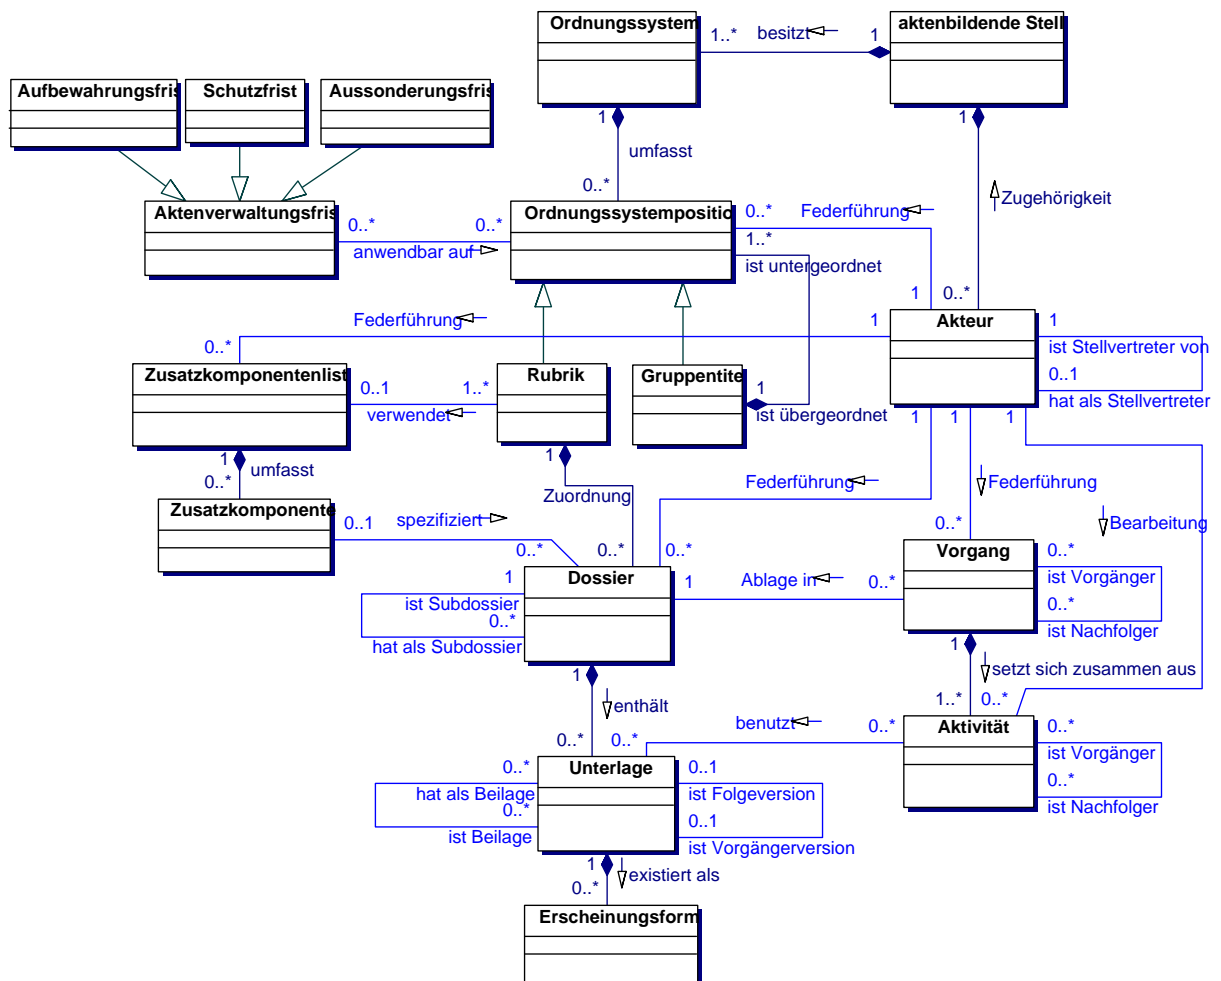 Ordnungssystem
aktenbildende Stell
1..*
besitzt
1
Aufbewahrungsfris
Schutzfrist
Aussonderungsfris
1
1
umfasst
0..*
Zugehörigkeit
Aktenverwaltungsfris
Ordnungssystempositio
0..*
Federführung
0..*
0..*
anwendbar auf
1..*
ist untergeordnet
1
0..*
Federführung
1
Akteur
1
ist Stellvertreter von
0..1
hat als Stellvertreter
0..*
Zusatzkomponentenlist
Rubrik
Gruppentite
0..1
1..*
verwendet
1
ist übergeordnet
1
1
1
1
umfasst
0..*
1
Zuordnung
Federführung
Federführung
Zusatzkomponente
0..1
spezifiziert
0..*
Bearbeitung
0..*
0..*
0..*
Vorgang
0..*
ist Vorgänger
0..*
ist Nachfolger
1
Dossier
1
Ablage in
0..*
ist Subdossier
0..*
hat als Subdossier
1
1
setzt sich zusammen aus
enthält
1..*
0..*
0..*
0..*
benutzt
0..*
Aktivität
0..*
ist Vorgänger
0..*
ist Nachfolger
0..*
Unterlage
0..1
hat als Beilage
ist Folgeversion
0..*
0..1
ist Beilage
ist Vorgängerversion
1
existiert als
0..*
Erscheinungsform